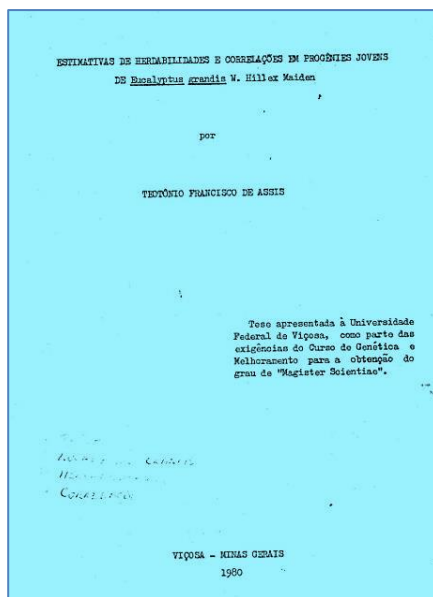 ESTIMATIVAS DE HERDABILIDADES E CORRELAÇÕES EM PROGÊNIES JOVENS
DE Eucalyptus grandis W. Hillex Maiden
por
TEOTÔNIO FRANCISCO DE ASSIS
Tese apresentada à Universidade
Federal de Viçosa, como parte das
exigências do Curso de Genética e
Melhoramento para a obtenção do
grau de "Magister Scientiae".
VIÇOSA - MINAS GERAIS
1980